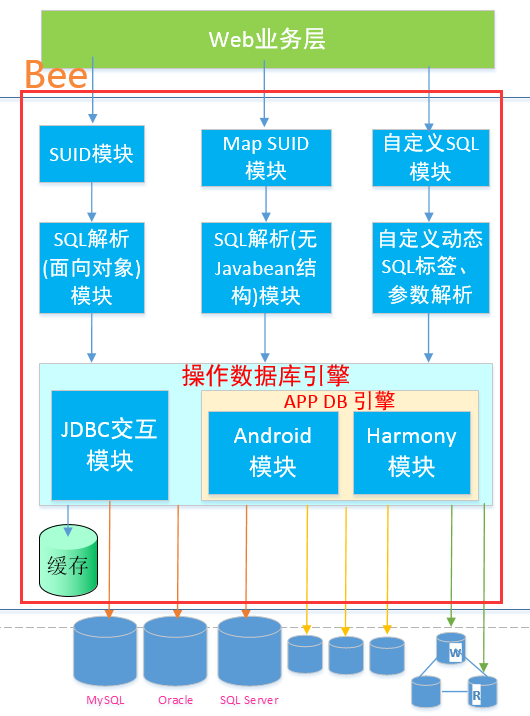 Web业务层
Bee
SUID模块
Map SUID
模块
自定义SQL
模块
SQL解析
(面向对象)
模块
SQL解析(无
Javabean结
构)模块
自定义动态
SQL标签、
参数解析
操作数据库引擎
APP DB 引擎
JDBC交互
模块
Android
模块
Harmony
模块
缓存
W
R
MySQL
Oracle
SQL Server